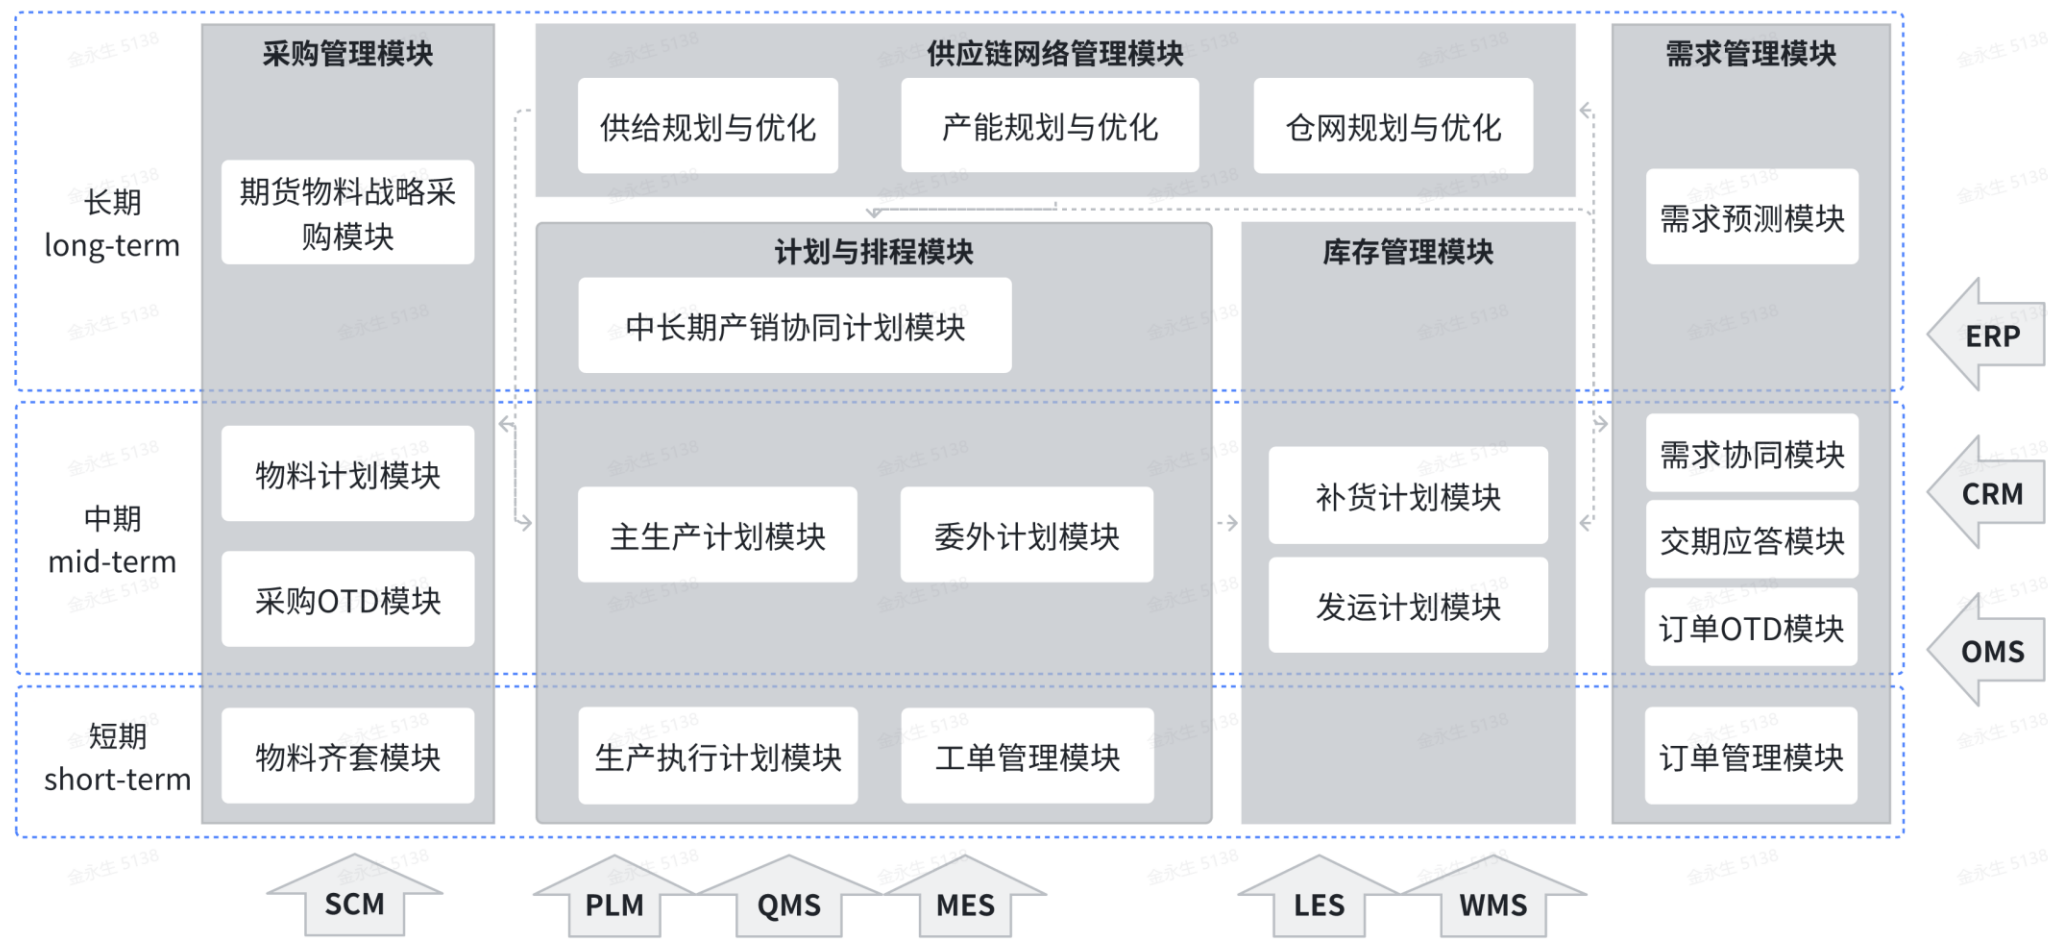 采购管理模块
供应链网络管理模块
需求管理模块
供给规划与优化
产能规划与优化
仓网规划与优化
长期
long-term
期货物料战略采
购模块
需求预测模块
计划与排程模块
库存管理模块
中长期产销协同计划模块
ERP
中期
mid-term
物料计划模块
采购OTD模块
主生产计划模块
委外计划模块
补货计划模块
发运计划模块
需求协同模块
交期应答模块
订单OTD模块
CRM
OMS
短期
short-term
物料齐套模块
生产执行计划模块
工单管理模块
订单管理模块
SCM
PLM
QMS
MES
LES
WMS
金永生 5138